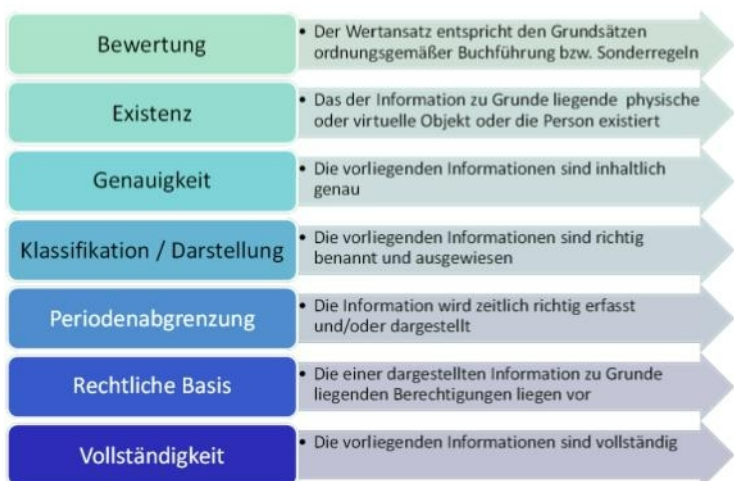 Bewertung
• Der Wertansatz entspricht den Grundsätzen
ordnungsgemäßer Buchführung bzw. Sonderregeln
Existenz
• Das der Information zu Grunde liegende physische
oder virtuelle Objekt oder die Person existiert
Genauigkeit
• Die vorliegenden Informationen sind inhaltlich
genau
Klassifikation / Darstellung
• Die vorliegenden Informationen sind richtig
benannt und ausgewiesen
Periodenabgrenzung
• Die Information wird zeitlich richtig erfasst
und/oder dargestellt
Rechtliche Basis
• Die einer dargestellten Information zu Grunde
liegenden Berechtigungen liegen vor
Vollständigkeit
• Die vorliegenden Informationen sind vollständig